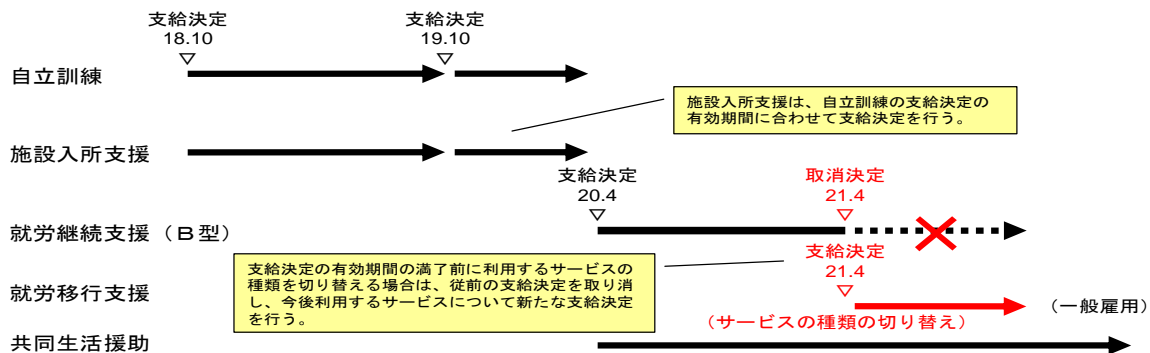 支給決定
18.10
支給決定
19.10
自立訓練
施設入所支援は、自立訓練の支給決定の
有効期間に合わせて支給決定を行う。
施設入所支援
支給決定
20.4
取消決定
21.4
就労継続支援（Ｂ型）
支給決定
21.4
支給決定の有効期間の満了前に利用するサービスの
種類を切り替える場合は、従前の支給決定を取り消
し、今後利用するサービスについて新たな支給決定
を行う。
就労移行支援
（一般雇用）
（サービスの種類の切り替え）
共同生活援助